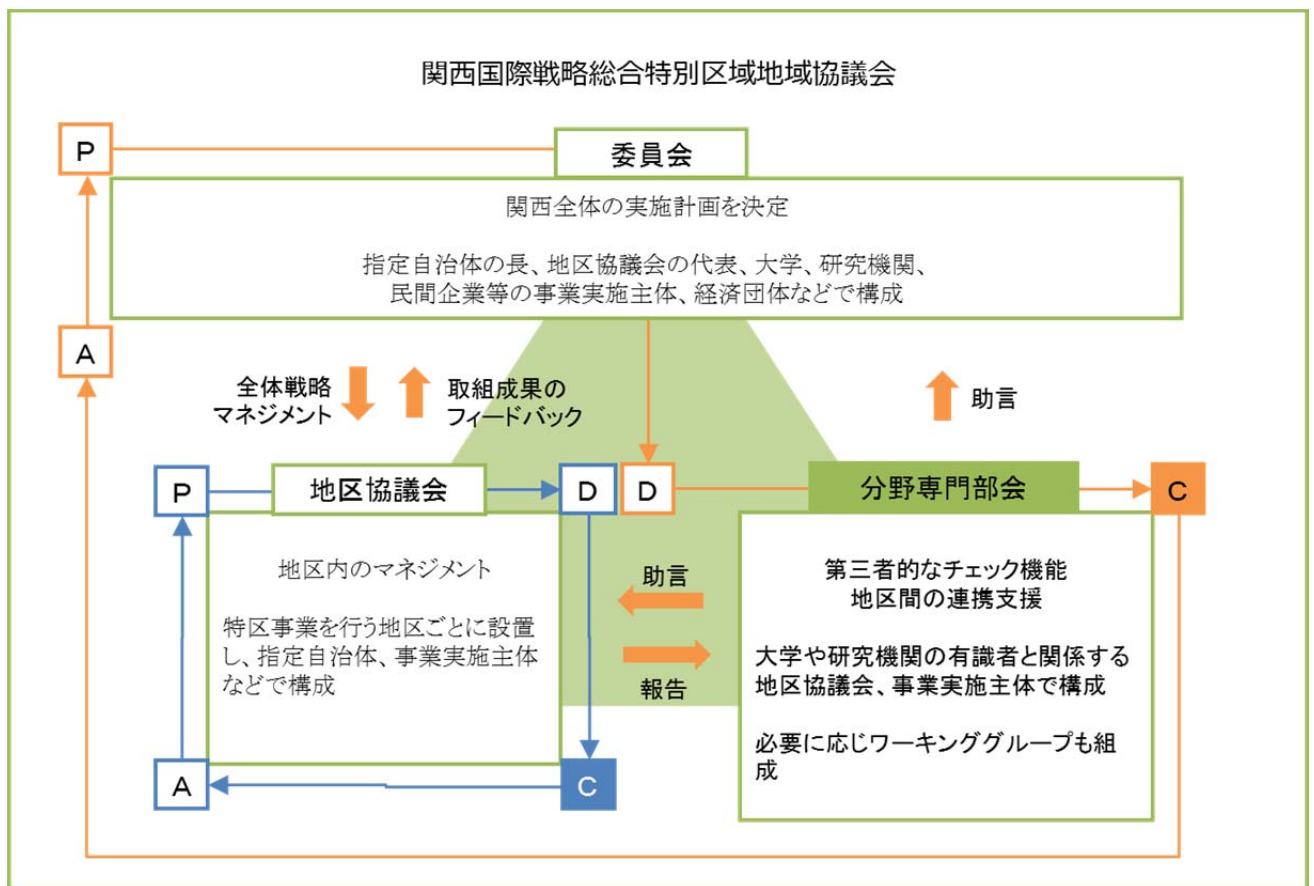 関西国際戦略総合特別区域地域協議会
P
委員会
関西全体の実施計画を決定
指定自治体の長、地区協議会の代表、大学、研究機関、
民間企業等の事業実施主体、経済団体などで構成
A
全体戦略
マネジメント
取組成果の
フィードバック
助言
P
地区協議会
D
D
分野専門部会
C
地区内のマネジメント
特区事業を行う地区ごとに設置
し、指定自治体、事業実施主体
などで構成
助言
報告
第三者的なチェック機能
地区間の連携支援
大学や研究機関の有識者と関係する
地区協議会、事業実施主体で構成
必要に応じワーキンググループも組
成
A
C